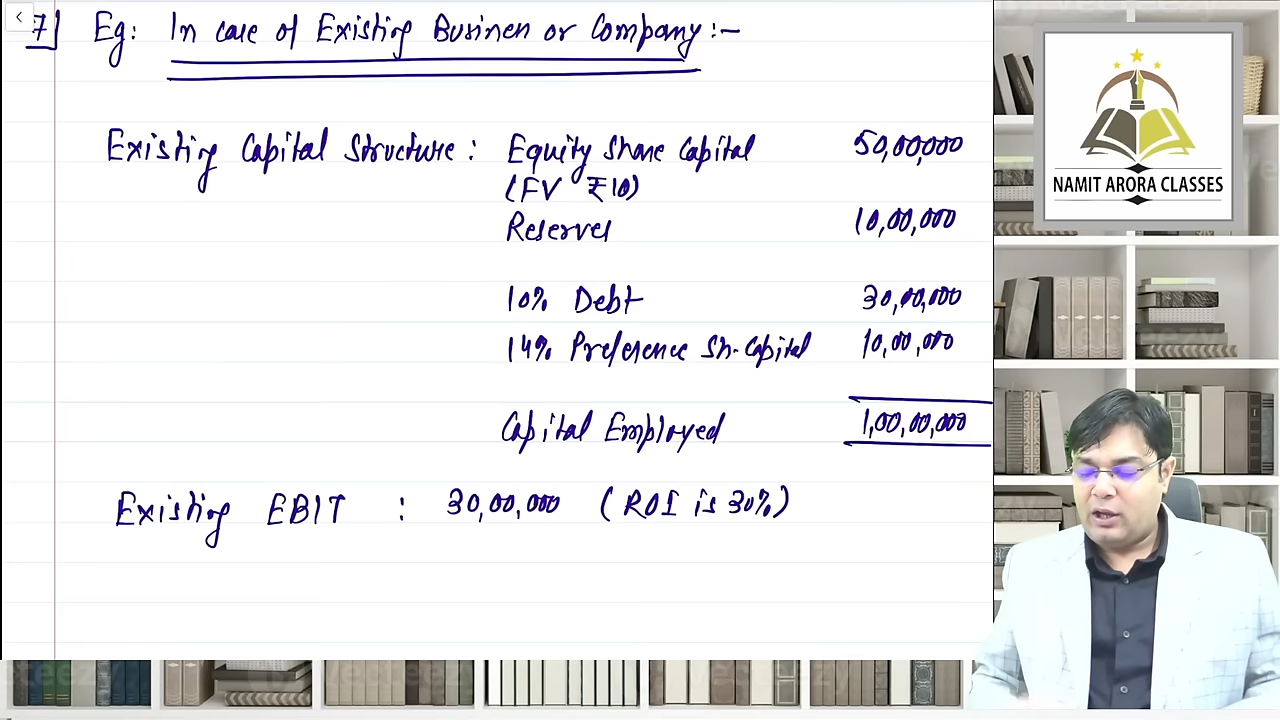 7] Eg: In case of Existing Business or Company:-
Existing Capital Structure: Equity Share Capital 50,00,000
(FV ₹10)
Reserves 10,00,000
10% Debt 30,00,000
14% Preference Sh. Capital 10,00,000
Capital Employed 1,00,00,000
Existing EBIT : 30,00,000 (ROI is 30%)
NAMIT ARORA CLASSES